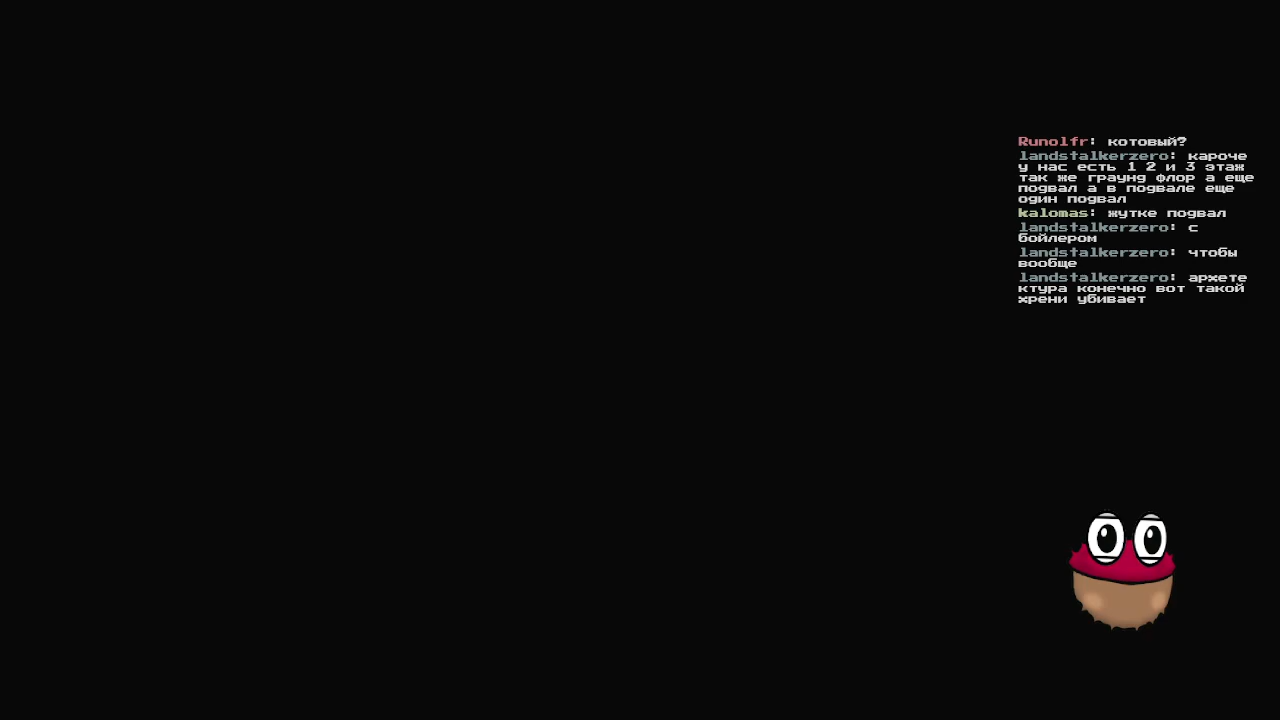 Runolfr: котовый?
landstalkerzero: кароче
у нас есть 1 2 и 3 этаж
так же граунд флор а еще
подвал а в подвале еще
один подвал
kalomas: жутке подвал
landstalkerzero: с
бойлером
landstalkerzero: чтобы
вообще
landstalkerzero: архете
ктура конечно вот такой
хрени убивает